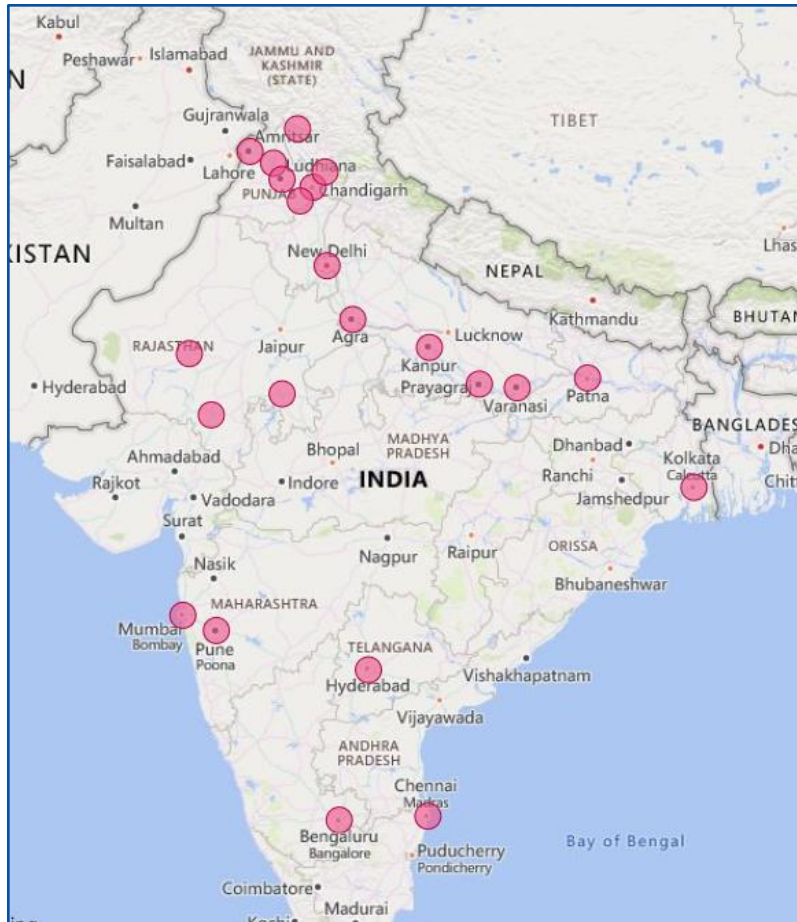 Kabul
Peshawar
Islamabad
JAMMU AND
KASHMIR
(STATE)
TIBET
Gujranwala
Amritsar
Faisalabad
Lahore
Ludhiana
PUNJAB
Chandigarh
Multan
KISTAN
New Delhi
Lhas
NEPAL
Kathmandu
BHUTAN
Agra
Lucknow
RAJASTHAN
Jaipur
Hyderabad
Kanpur
Prayagraj
Varanasi
Patna
BANGLADES
MADHYA
PRADESH
Dhanbad
Kolkata
Calcutta
Dha
Ahmadabad
Bhopal
Ranchi
Rajkot
Indore
INDIA
Jamshedpur
Chitt
Vadodara
Surat
Nagpur
Raipur
ORISSA
Nasik
Bhubaneshwar
MAHARASHTRA
Mumbai
Bombay
Pune
Poona
TELANGANA
Hyderabad
Vishakhapatnam
Vijayawada
ANDHRA
PRADESH
Chennai
Madras
Bengaluru
Bangalore
Bay of Bengal
Puducherry
Pondicherry
Coimbatore
Madurai